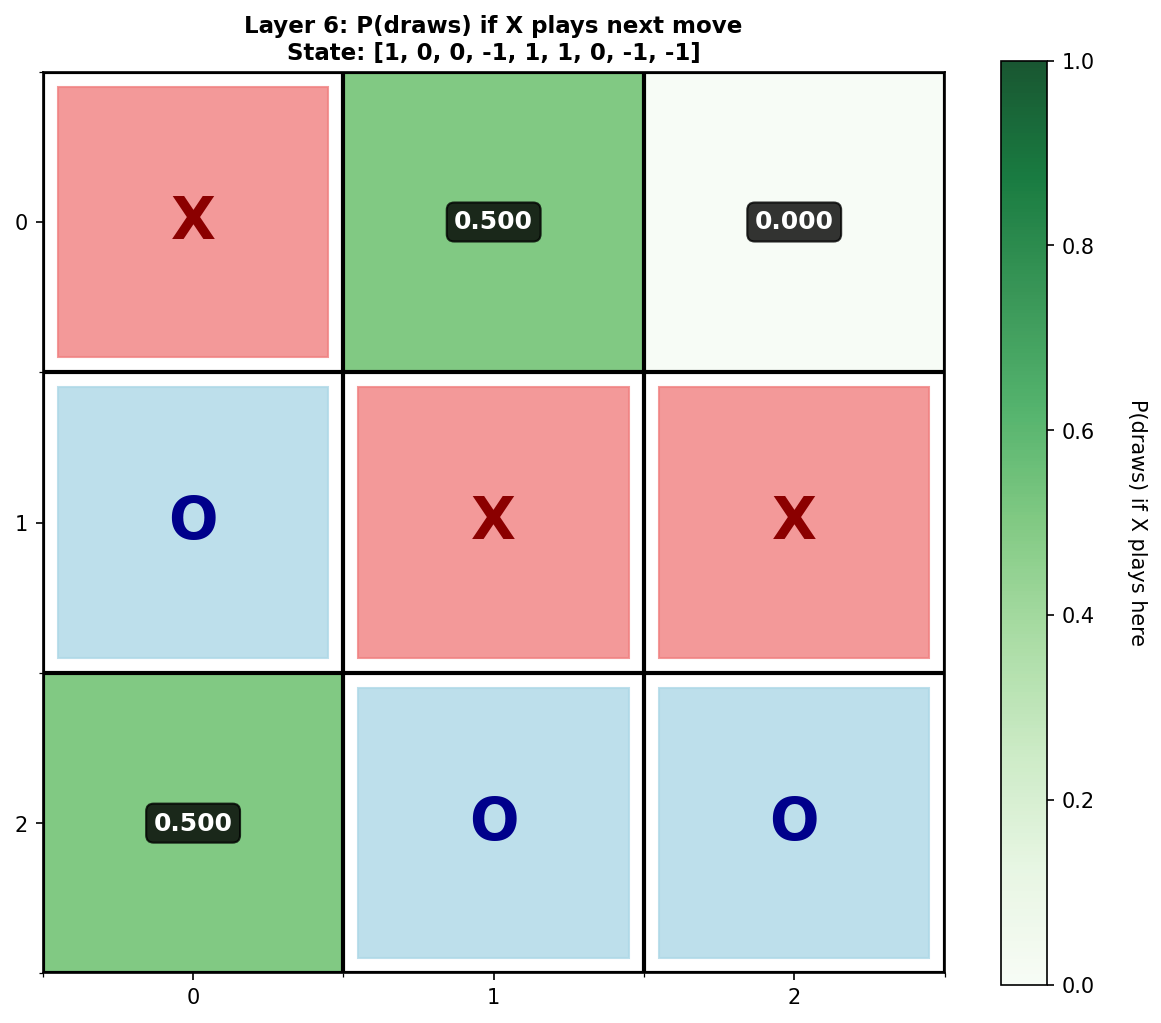 Layer 6: P(draws) if X plays next move
State: [1, 0, 0, -1, 1, 1, 0, -1, -1]
X
0.500
0.000
O
X
X
0.500
O
O
0
1
2
0
1
2
1.0
0.8
0.6
0.4
0.2
0.0
P(draws) if X plays here